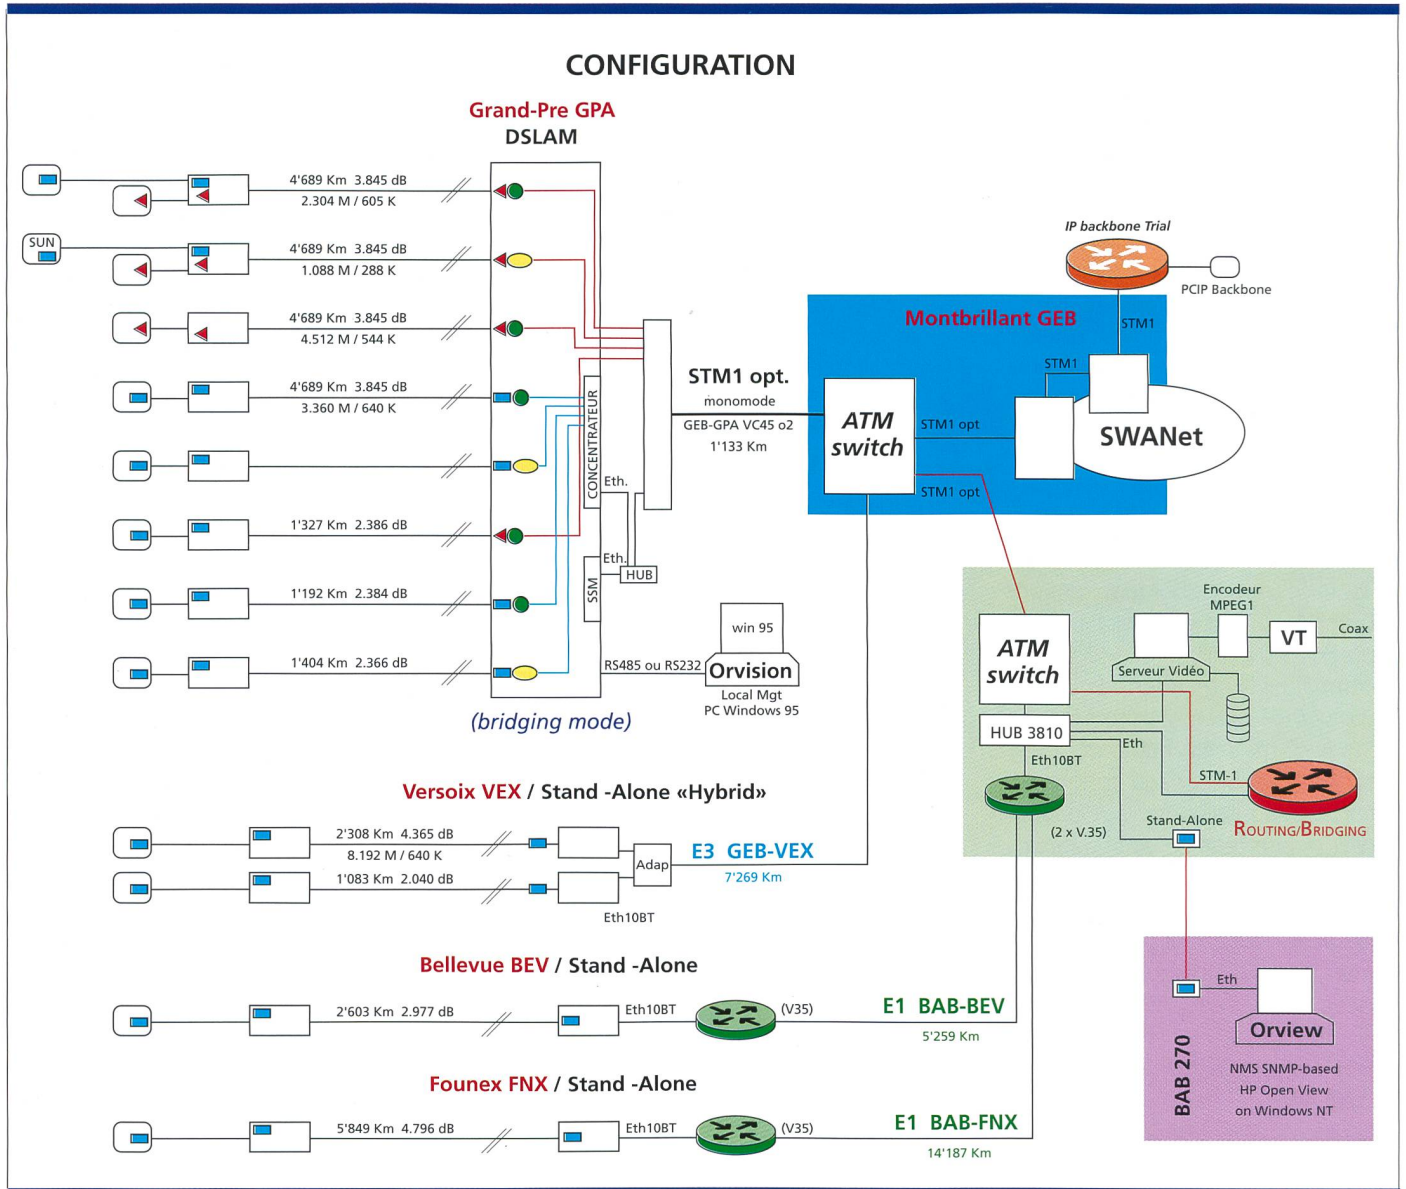 CONFIGURATION
Grand-Pre GPA
DSLAM
4'689 Km 3.845 dB
2.304 M / 605 K
SUN
4'689 Km 3.845 dB
1.088 M / 288 K
4'689 Km 3.845 dB
4.512 M / 544 K
4'689 Km 3.845 dB
3.360 M / 640 K
1'327 Km 2.386 dB
1'192 Km 2.384 dB
1'404 Km 2.366 dB
CONCENTRATEUR
Eth.
Eth.
SSM
HUB
RS485 ou RS232
win 95
Orvision
Local Mgt
PC Windows 95
(bridging mode)
STM1 opt.
monomode
GEB-GPA VC45 o2
1'133 Km
IP backbone Trial
PCIP Backbone
Montbrillant GEB
STM1
STM1
ATM
switch
STM1 opt
STM1 opt
SWANet
Encodeur
MPEG1
VT
Coax
ATM
switch
Serveur Vidéo
HUB 3810
Eth
Eth10BT
STM-1
(2 x V.35)
Stand-Alone
ROUTING/BRIDGING
Versoix VEX / Stand -Alone «Hybrid»
2'308 Km 4.365 dB
8.192 M / 640 K
1'083 Km 2.040 dB
Adap
Eth10BT
E3 GEB-VEX
7'269 Km
Bellevue BEV / Stand -Alone
2'603 Km 2.977 dB
Eth10BT
(V35)
E1 BAB-BEV
5'259 Km
Founex FNX / Stand -Alone
5'849 Km 4.796 dB
Eth10BT
(V35)
E1 BAB-FNX
14'187 Km
Eth
Orview
BAB 270
NMS SNMP-based
HP Open View
on Windows NT